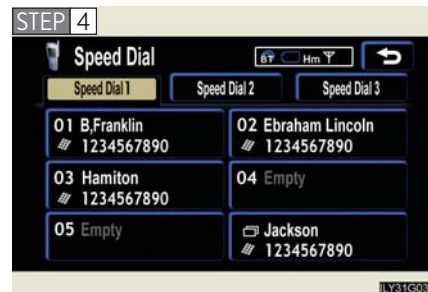 STEP 4
Speed Dial
BT Hm
Speed Dial 1 Speed Dial 2 Speed Dial 3
01 B,Franklin 02 Ebraham Lincoln
1234567890 1234567890
03 Hamiton 04 Empty
1234567890
05 Empty Jackson
1234567890
ILY31G03